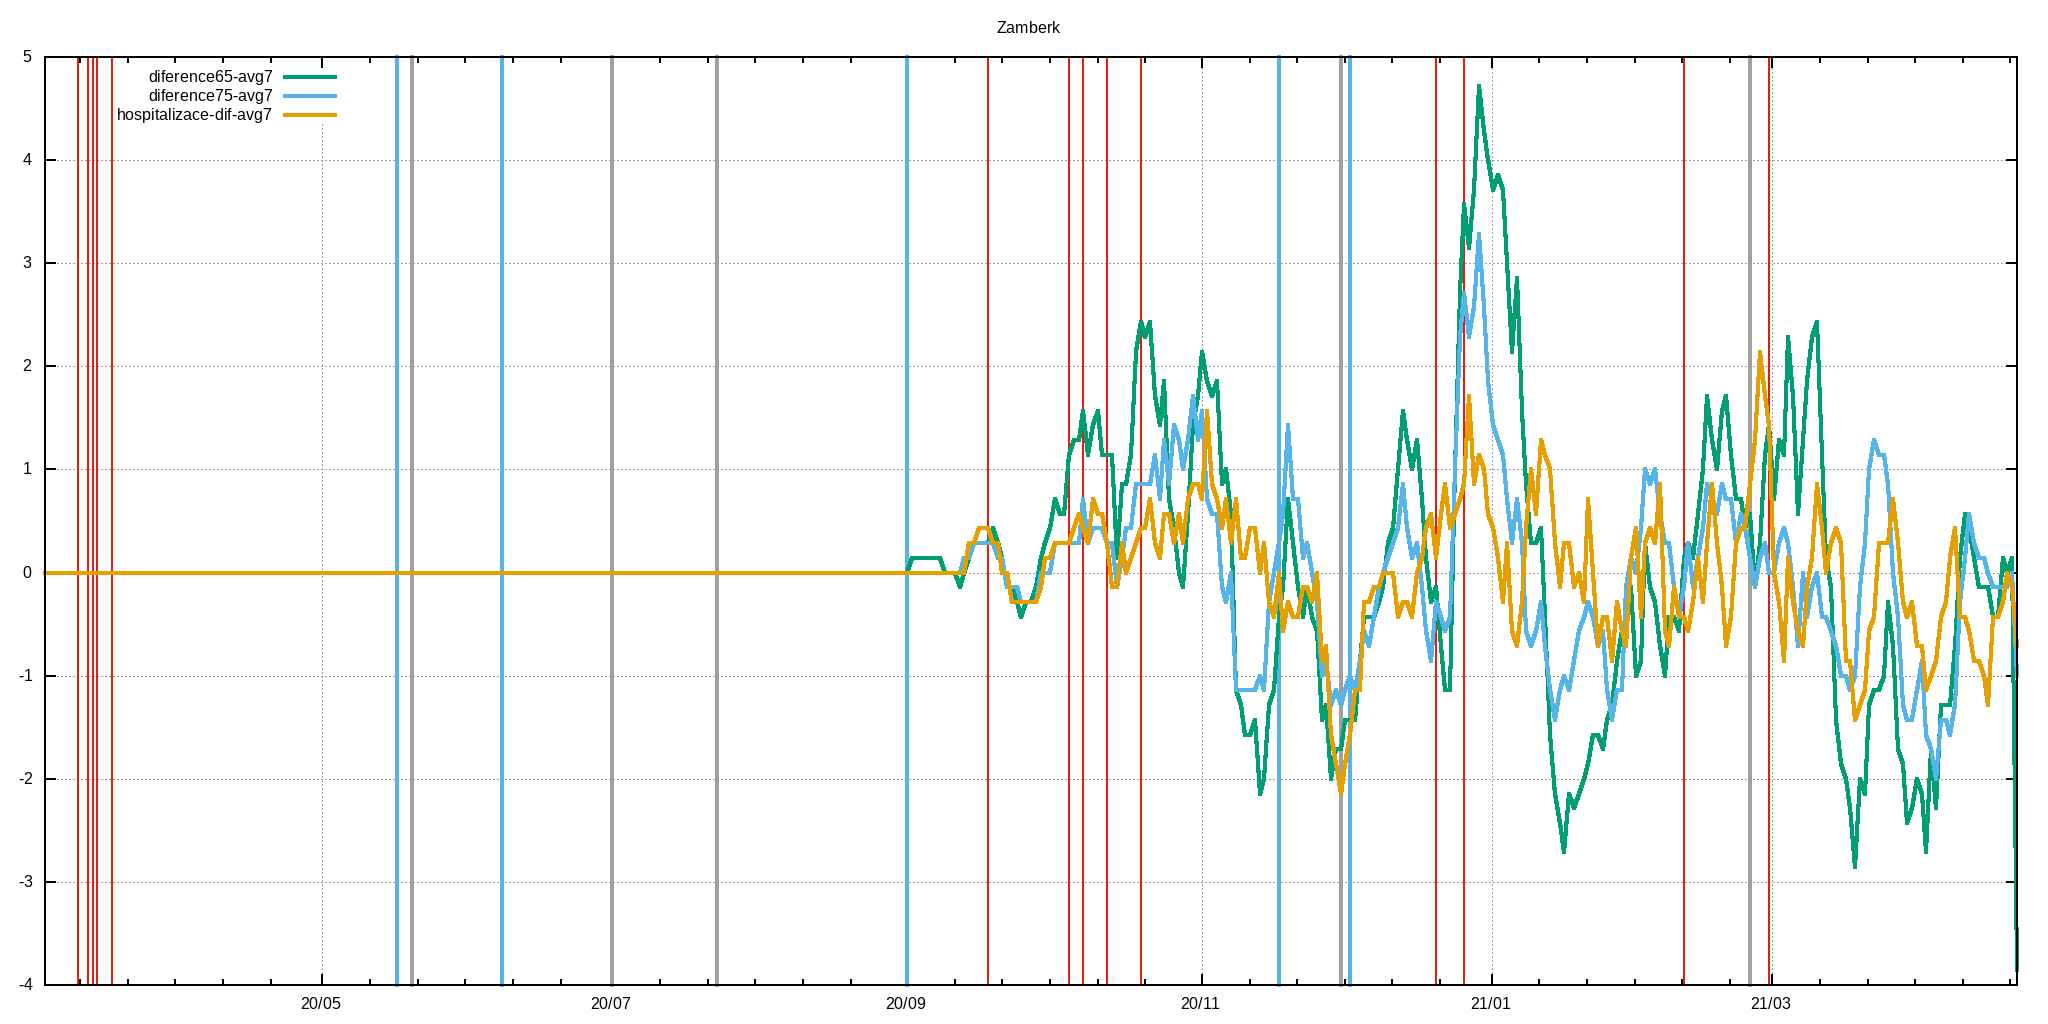 Zamberk
diference65-avg7
diference75-avg7
hospitalizace-dif-avg7
5
4
3
2
1
0
-1
-2
-3
-4
20/05 20/07 20/09 20/11 21/01 21/03